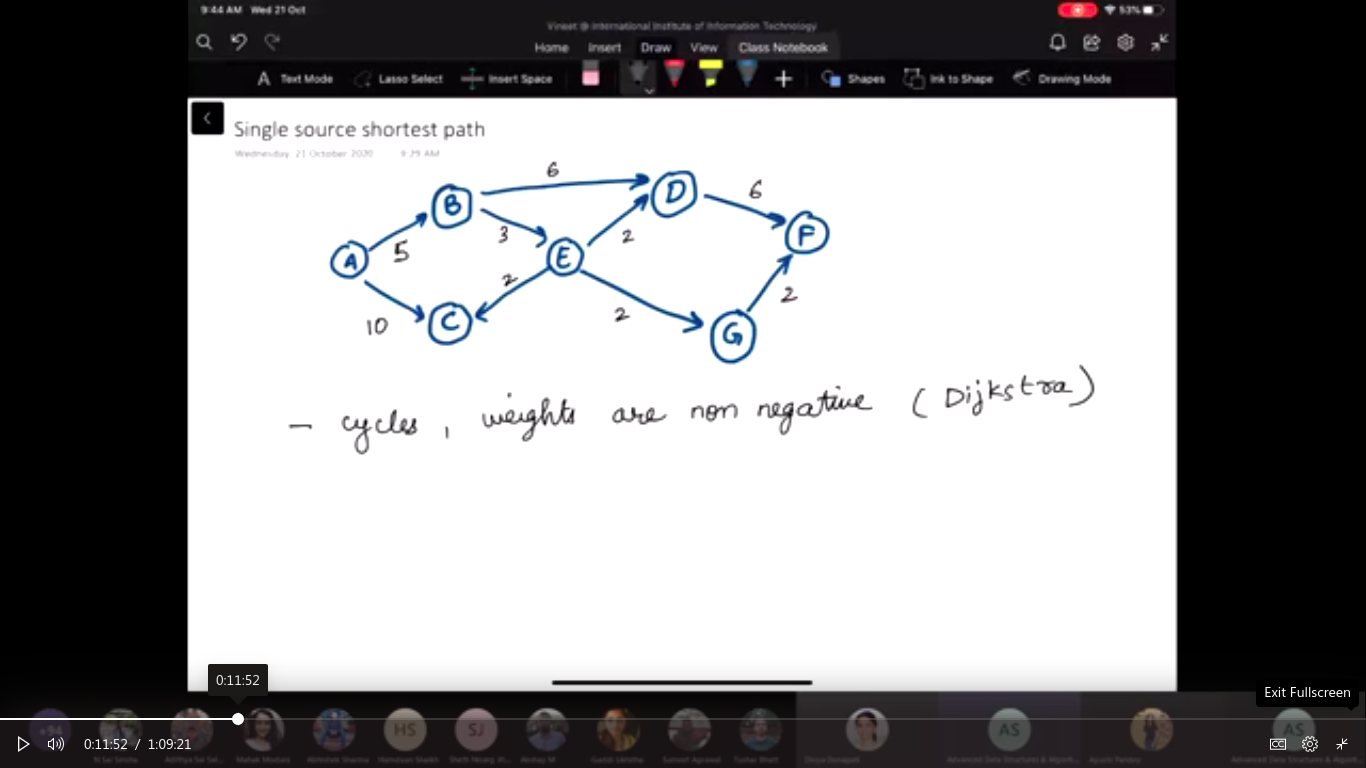 9:44 AM Wed 21 Oct
53%
Vineet @ International Institute of Information Technology
Home Insert Draw View Class Notebook
Text Mode Lasso Select Insert Space Shapes Ink to Shape Drawing Mode
Single source shortest path
Wednesday, 21 October 2020 9:29 AM
6
B D 6
5 3 2 F
A E
2
10 C 2 2
G
- cycles, weights are non negative (Dijkstra)
0:11:52
Exit Fullscreen
HS SJ AS AS
0:11:52 / 1:09:21
CC